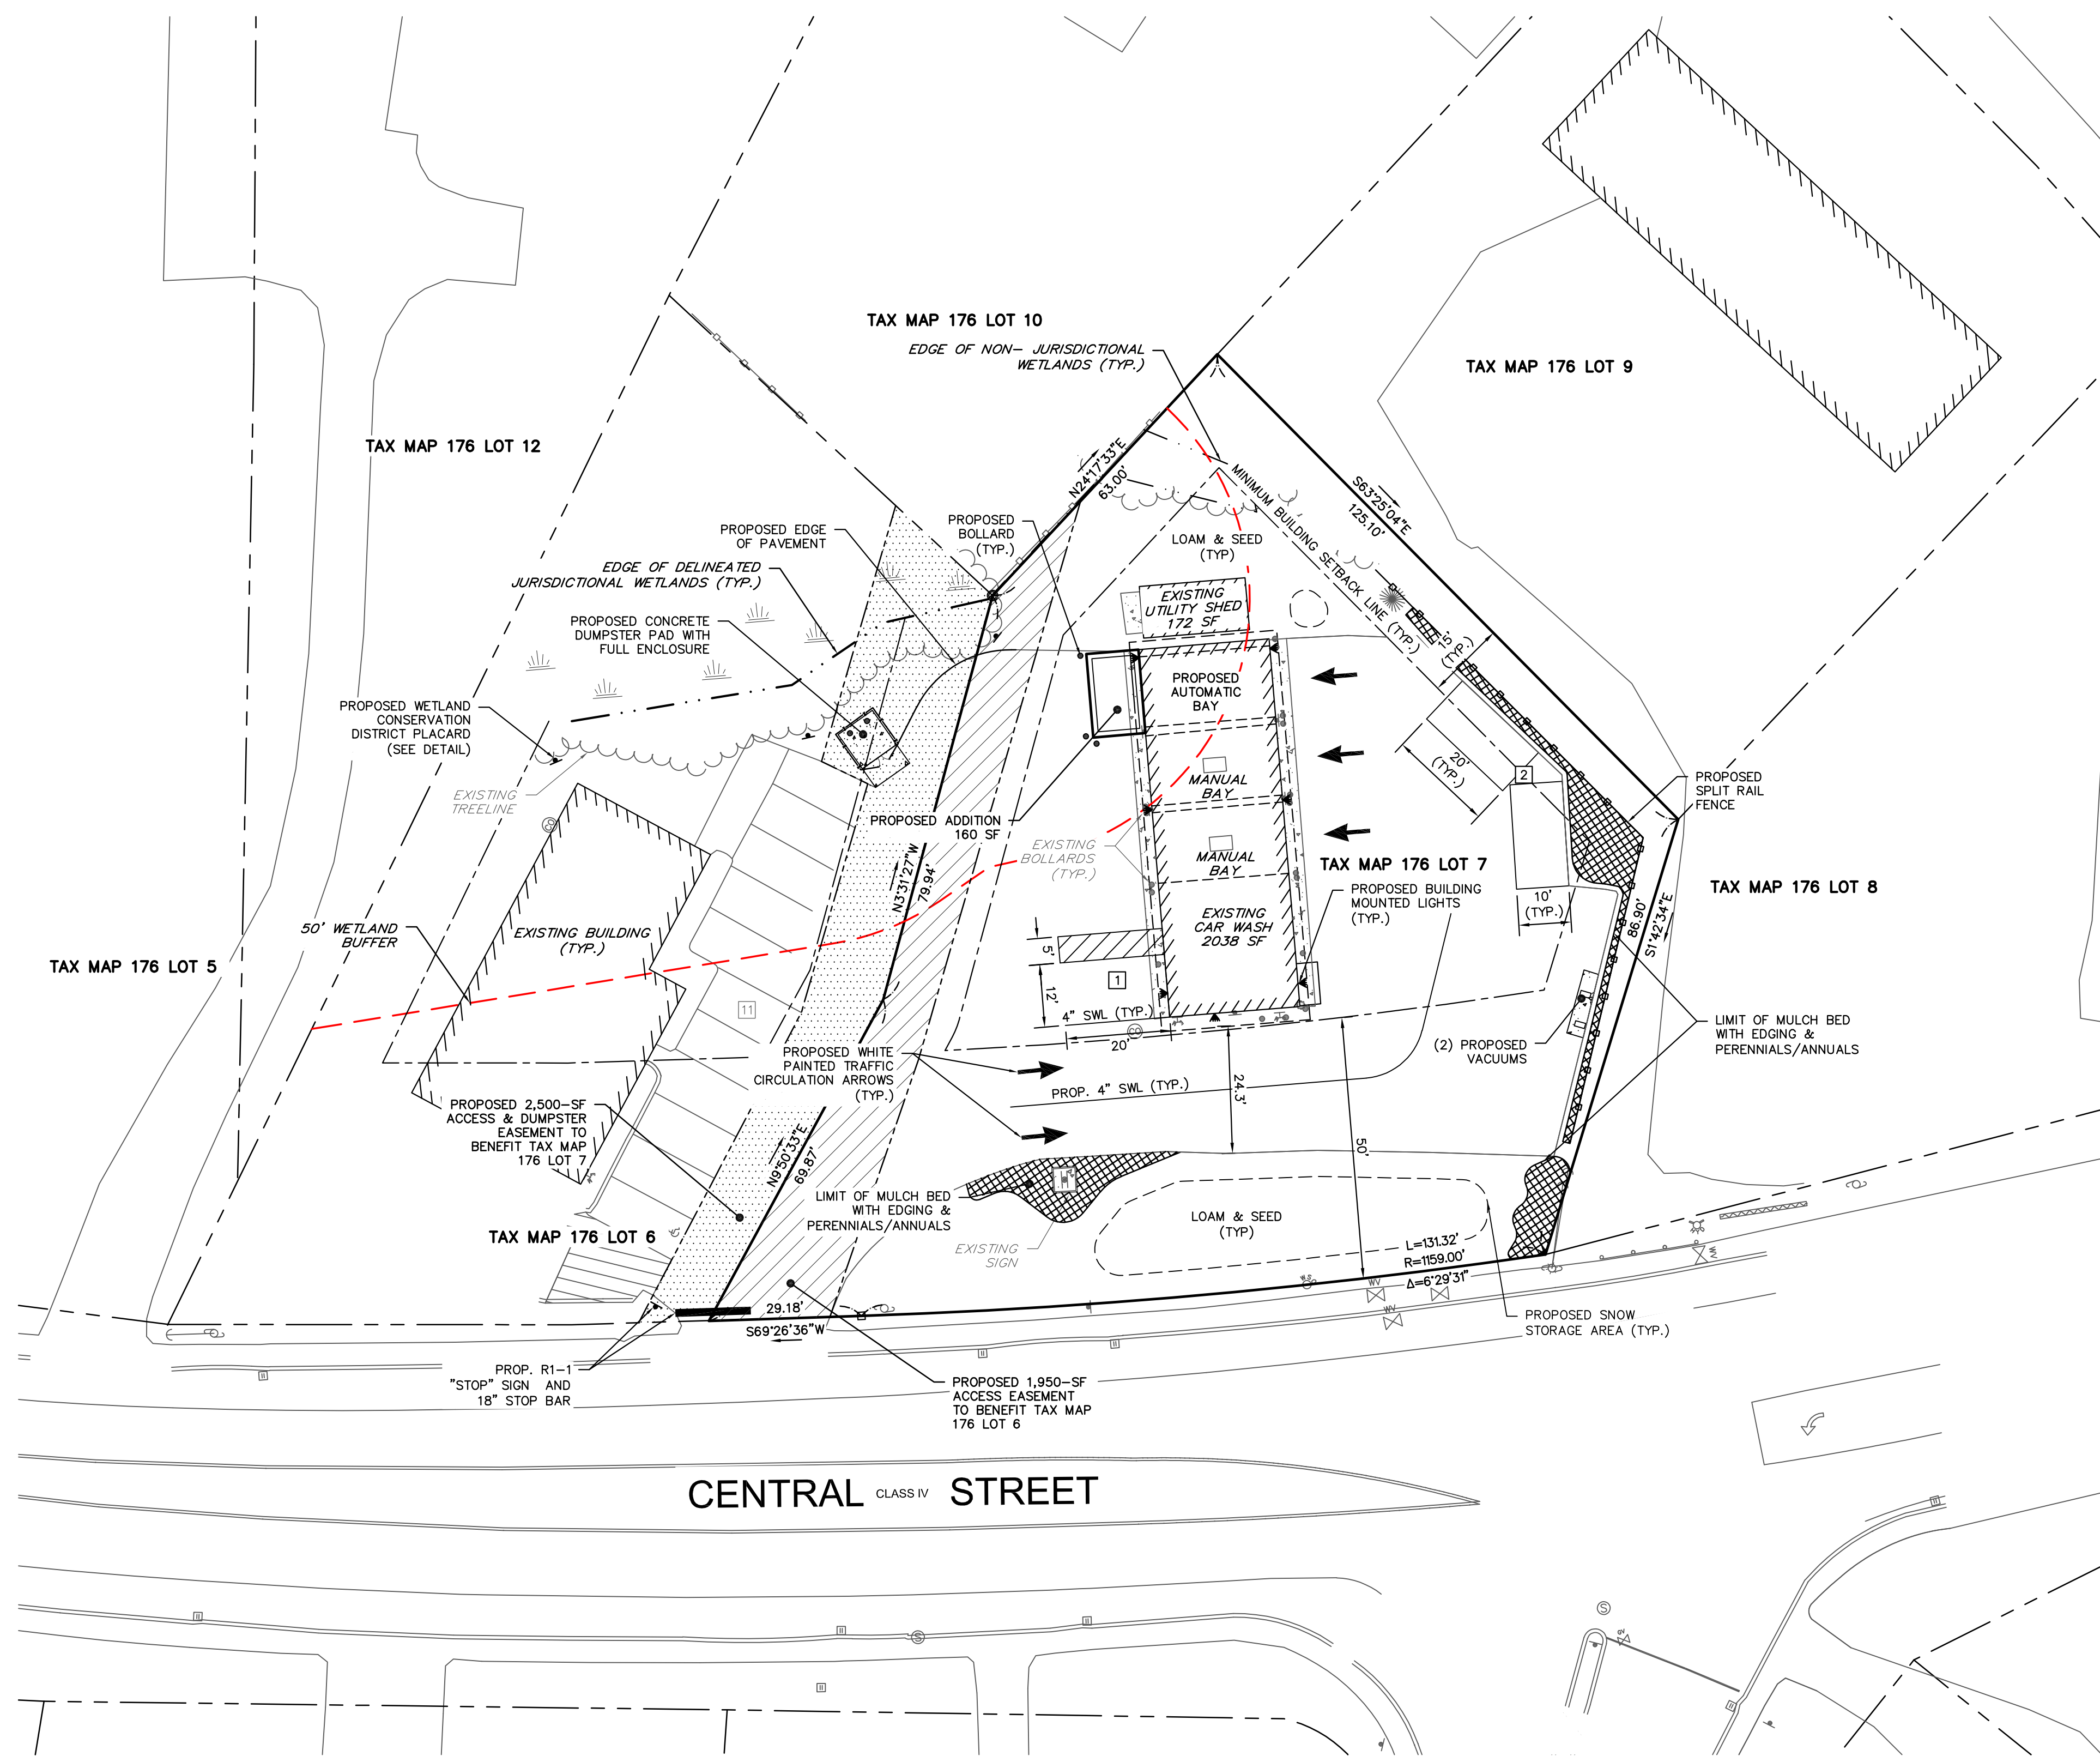 TAX MAP 176 LOT 10
EDGE OF NON- JURISDICTIONAL
WETLANDS (TYP.)
TAX MAP 176 LOT 9
TAX MAP 176 LOT 12
N24°17'33"E
63.00'
MINIMUM BUILDING SETBACK LINE (TYP.)
S63°25'04"E
125.10'
PROPOSED EDGE
OF PAVEMENT
PROPOSED
BOLLARD
(TYP.)
LOAM & SEED
(TYP)
EDGE OF DELINEATED
JURISDICTIONAL WETLANDS (TYP.)
EXISTING
UTILITY SHED
172 SF
PROPOSED CONCRETE
DUMPSTER PAD WITH
FULL ENCLOSURE
15'
(TYP.)
PROPOSED
AUTOMATIC
BAY
PROPOSED WETLAND
CONSERVATION
DISTRICT PLACARD
(SEE DETAIL)
EXISTING
TREELINE
20'
(TYP.)
2
PROPOSED
SPLIT RAIL
FENCE
MANUAL
BAY
PROPOSED ADDITION
160 SF
EXISTING
BOLLARDS
(TYP.)
MANUAL
BAY
TAX MAP 176 LOT 7
PROPOSED BUILDING
MOUNTED LIGHTS
(TYP.)
10'
(TYP.)
TAX MAP 176 LOT 8
N3°31'27"W
79.94'
86.90'
S1°42'34"E
50' WETLAND
BUFFER
EXISTING BUILDING
(TYP.)
EXISTING
CAR WASH
2038 SF
TAX MAP 176 LOT 5
5'
12'
1
11
4" SWL (TYP.)
20'
LIMIT OF MULCH BED
WITH EDGING &
PERENNIALS/ANNUALS
(2) PROPOSED
VACUUMS
PROPOSED WHITE
PAINTED TRAFFIC
CIRCULATION ARROWS
(TYP.)
PROP. 4" SWL (TYP.)
24.3'
50'
PROPOSED 2,500-SF
ACCESS & DUMPSTER
EASEMENT TO
BENEFIT TAX MAP
176 LOT 7
N9°50'33"E
69.87'
LIMIT OF MULCH BED
WITH EDGING &
PERENNIALS/ANNUALS
LOAM & SEED
(TYP)
TAX MAP 176 LOT 6
EXISTING
SIGN
L=131.32'
R=1159.00'
Δ=6°29'31"
WV
WV
29.18'
S69°26'36"W
PROPOSED SNOW
STORAGE AREA (TYP.)
PROP. R1-1
"STOP" SIGN AND
18" STOP BAR
PROPOSED 1,950-SF
ACCESS EASEMENT
TO BENEFIT TAX MAP
176 LOT 6
CENTRAL CLASS IV STREET
S
S